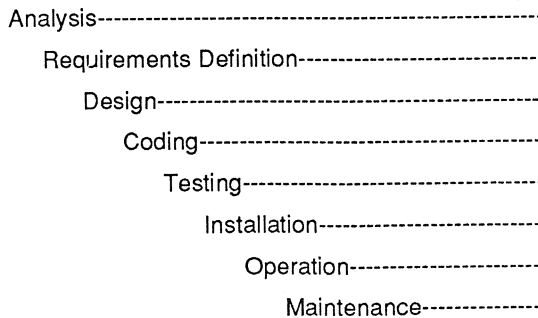 Analysis----------------------------------------------------------
Requirements Definition--------------------------------
Design---------------------------------------------------
Coding---------------------------------------------
Testing---------------------------------------
Installation-----------------------------
Operation-------------------------
Maintenance----------------